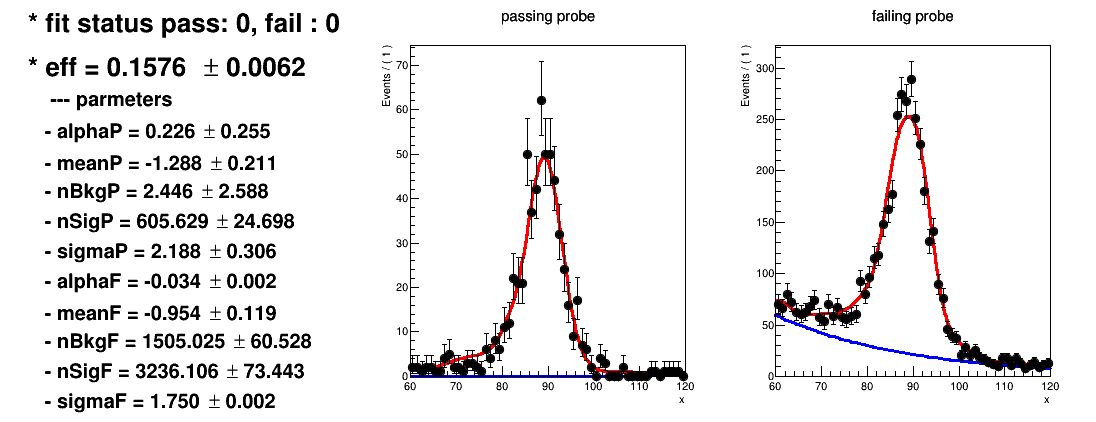 * fit status pass: 0, fail : 0
* eff = 0.1576 ± 0.0062
--- parmeters
- alphaP = 0.226 ± 0.255
- meanP = -1.288 ± 0.211
- nBkgP = 2.446 ± 2.588
- nSigP = 605.629 ± 24.698
- sigmaP = 2.188 ± 0.306
- alphaF = -0.034 ± 0.002
- meanF = -0.954 ± 0.119
- nBkgF = 1505.025 ± 60.528
- nSigF = 3236.106 ± 73.443
- sigmaF = 1.750 ± 0.002
passing probe
Events / ( 1 )
70
60
50
40
30
20
10
0
60 70 80 90 100 110 120
x
failing probe
Events / ( 1 )
300
250
200
150
100
50
0
60 70 80 90 100 110 120
x